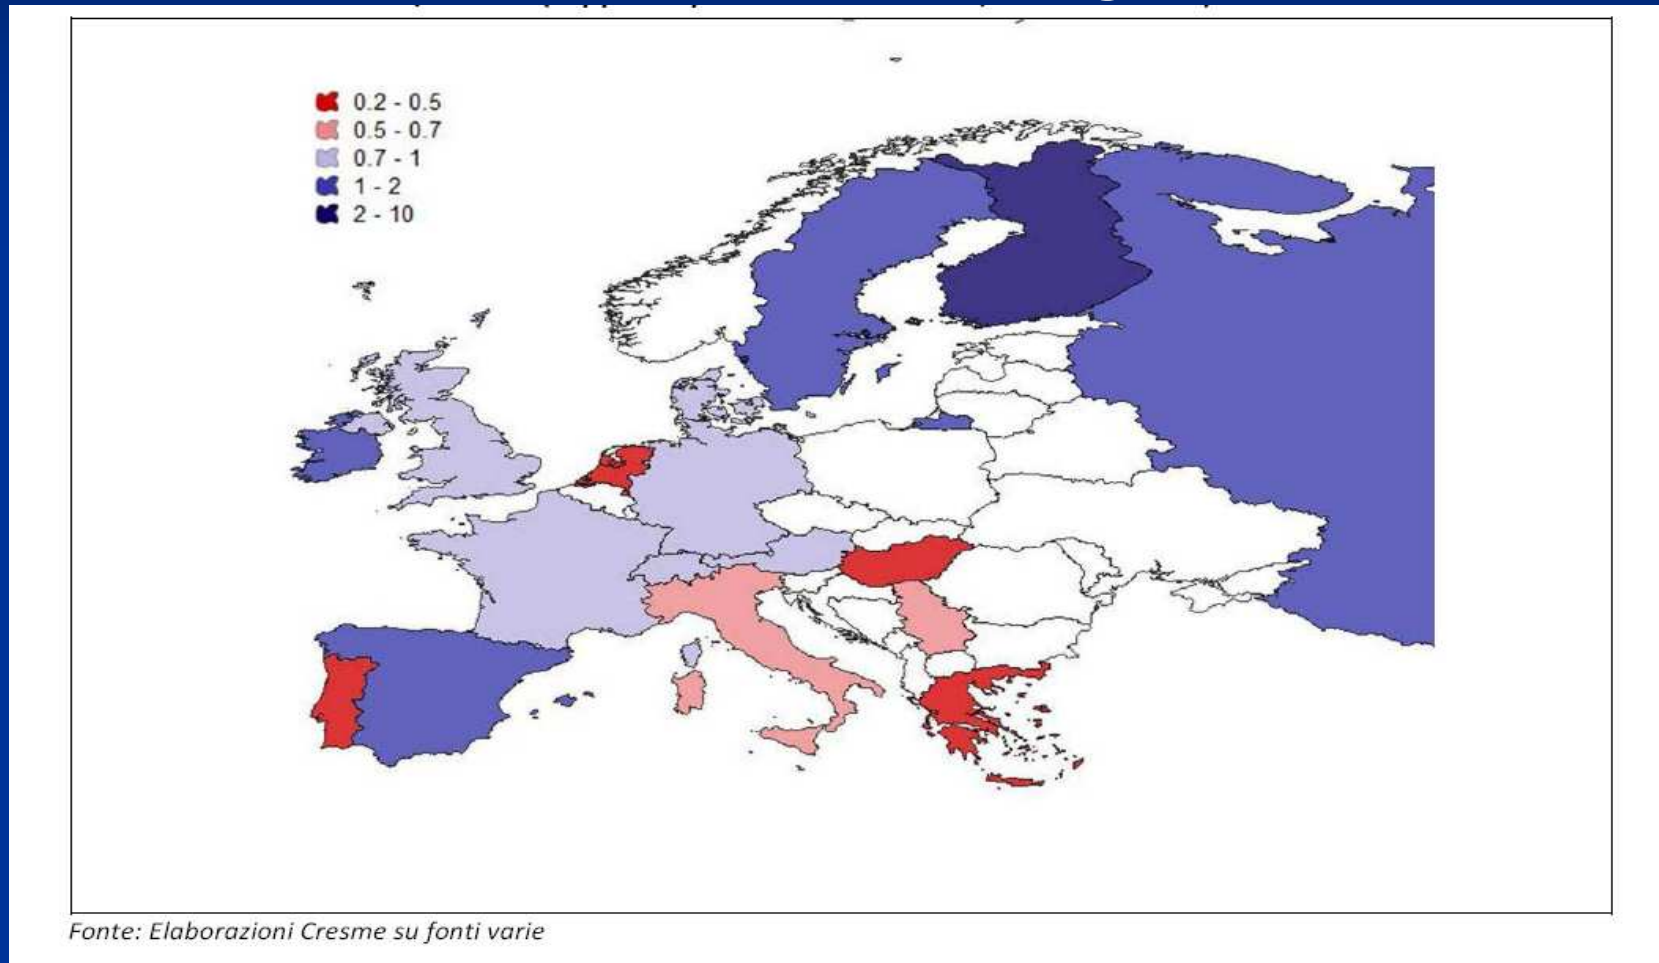 0.2 - 0.5
0.5 - 0.7
0.7 - 1
1 - 2
2 - 10
Fonte: Elaborazioni Cresme su fonti varie